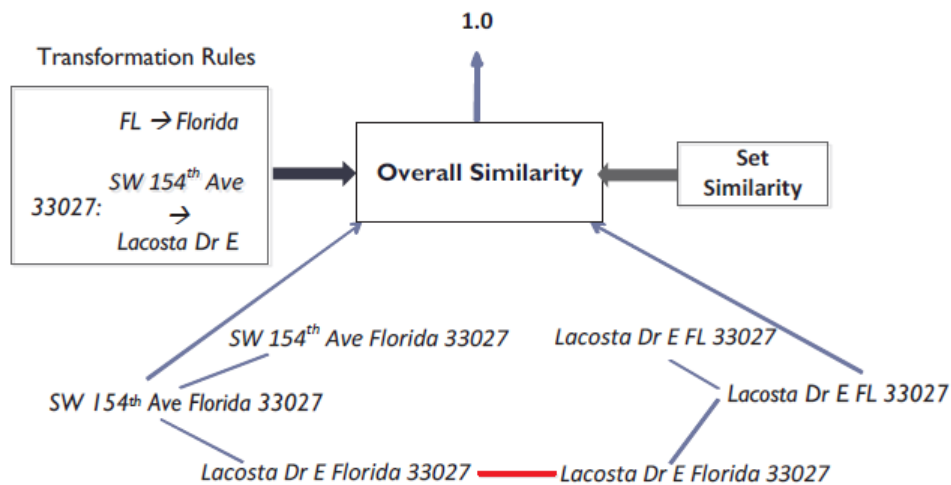 1.0
Transformation Rules
FL → Florida
SW 154th Ave
33027:
→
Lacosta Dr E
Overall Similarity
Set
Similarity
SW 154th Ave Florida 33027
Lacosta Dr E FL 33027
SW 154th Ave Florida 33027
Lacosta Dr E FL 33027
Lacosta Dr E Florida 33027
Lacosta Dr E Florida 33027